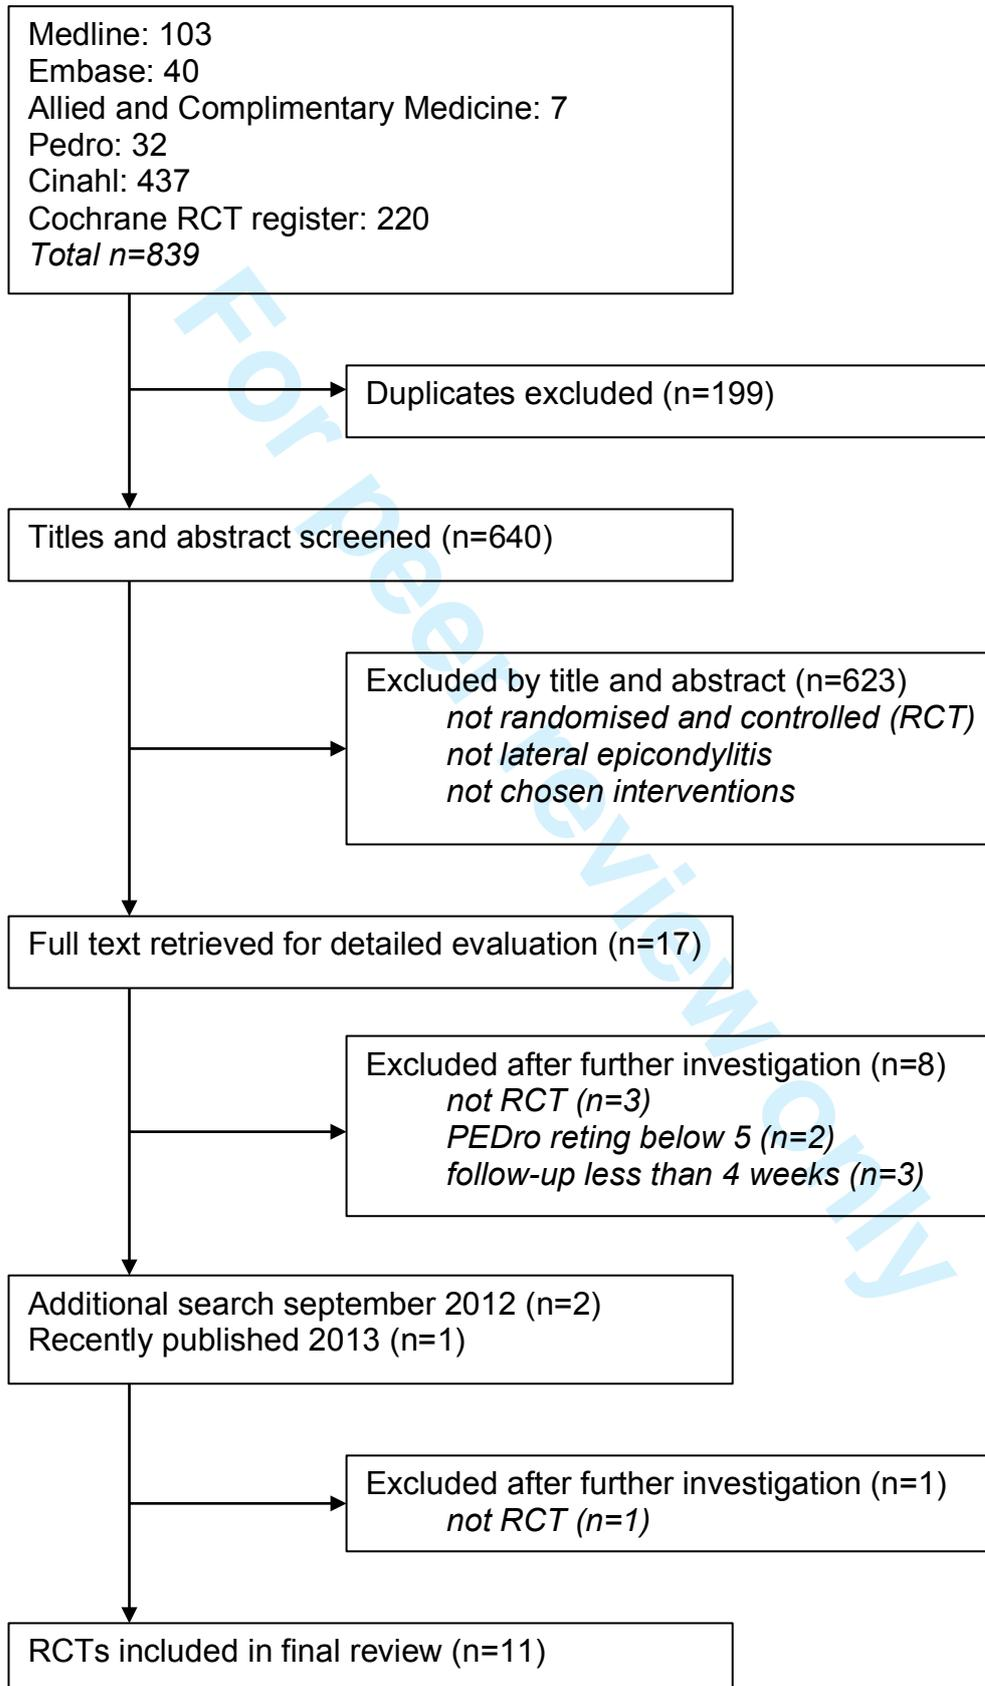 Medline: 103
Embase: 40
Allied and Complimentary Medicine: 7
Pedro: 32
Cinahl: 437
Cochrane RCT register: 220
Total n=839
Duplicates excluded (n=199)
Titles and abstract screened (n=640)
Excluded by title and abstract (n=623)
not randomised and controlled (RCT)
not lateral epicondylitis
not chosen interventions
Full text retrieved for detailed evaluation (n=17)
Excluded after further investigation (n=8)
not RCT (n=3)
PEDro reting below 5 (n=2)
follow-up less than 4 weeks (n=3)
Additional search september 2012 (n=2)
Recently published 2013 (n=1)
Excluded after further investigation (n=1)
not RCT (n=1)
RCTs included in final review (n=11)
For peer review only